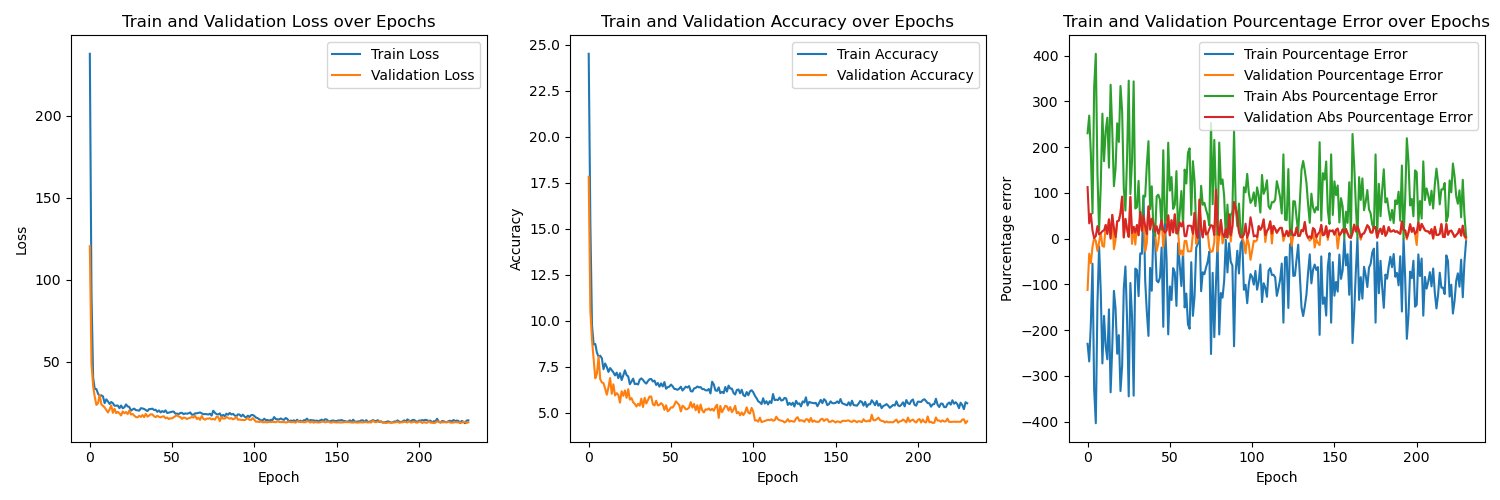 Train and Validation Loss over Epochs
Train Loss
Validation Loss
Loss
200
150
100
50
0
50
100
150
200
Epoch
Train and Validation Accuracy over Epochs
Train Accuracy
Validation Accuracy
Accuracy
25.0
22.5
20.0
17.5
15.0
12.5
10.0
7.5
5.0
0
50
100
150
200
Epoch
Train and Validation Pourcentage Error over Epochs
Train Pourcentage Error
Validation Pourcentage Error
Train Abs Pourcentage Error
Validation Abs Pourcentage Error
Pourcentage error
400
300
200
100
0
−100
−200
−300
−400
0
50
100
150
200
Epoch